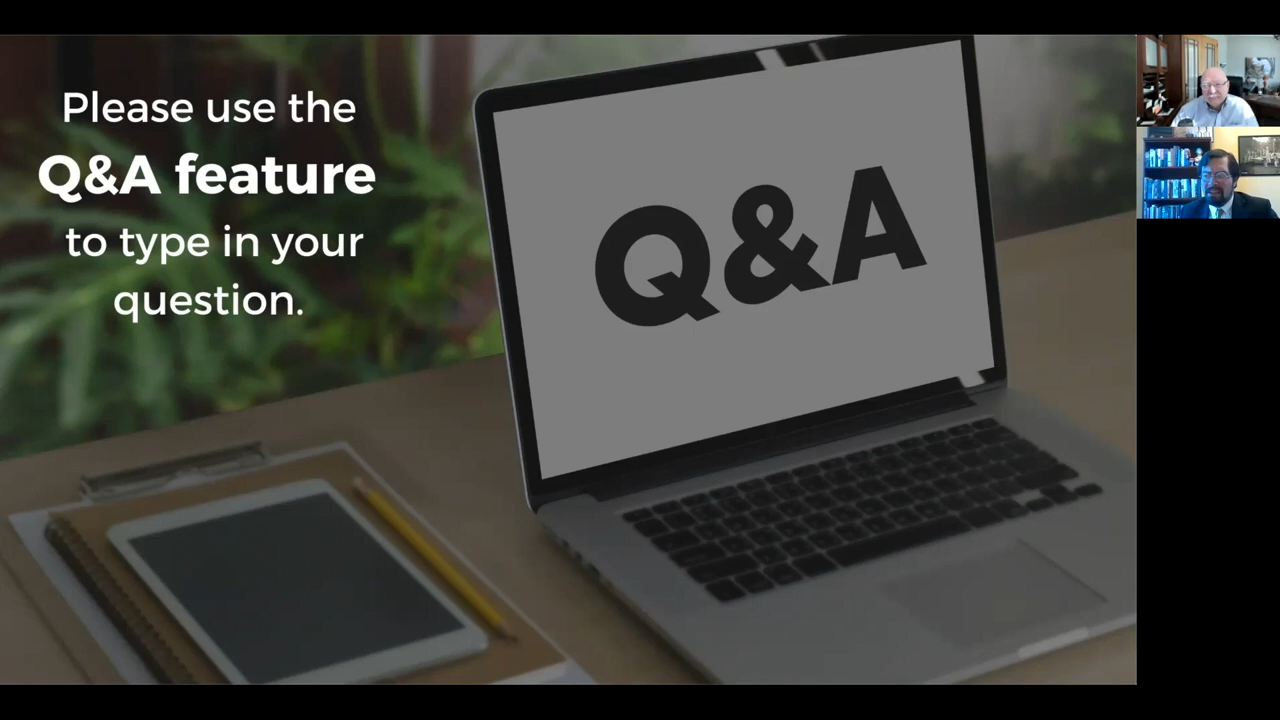 Please use the
Q&A feature
to type in your
question.
Q&A